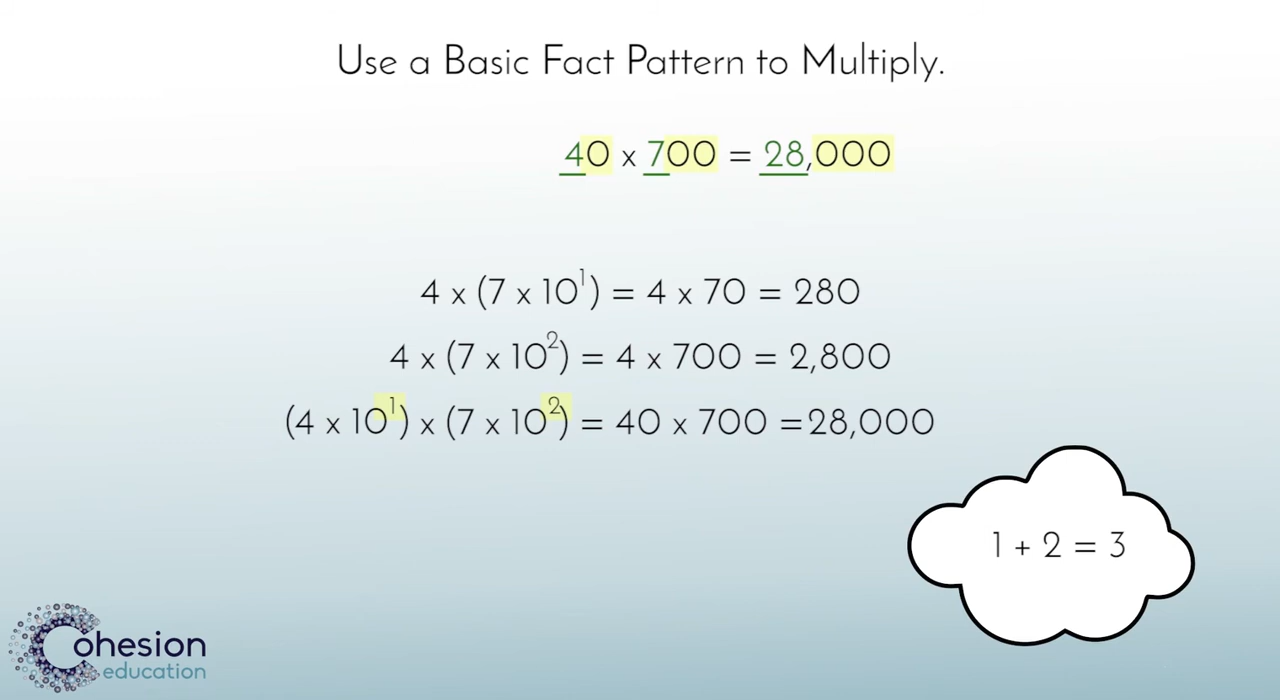 Use a Basic Fact Pattern to Multiply.
40 x 700 = 28,000
4 x (7 x 10¹) = 4 x 70 = 280
4 x (7 x 10²) = 4 x 700 = 2,800
(4 x 10¹) x (7 x 10²) = 40 x 700 =28,000
1 + 2 = 3
Cohesion
education